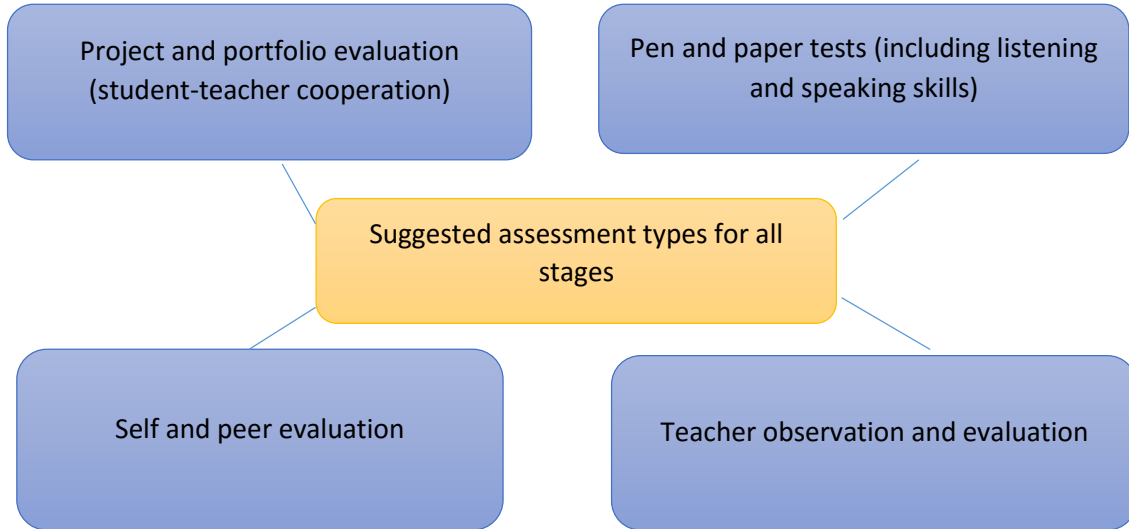 Project and portfolio evaluation
(student-teacher cooperation)
Pen and paper tests (including listening
and speaking skills)
Suggested assessment types for all
stages
Self and peer evaluation
Teacher observation and evaluation